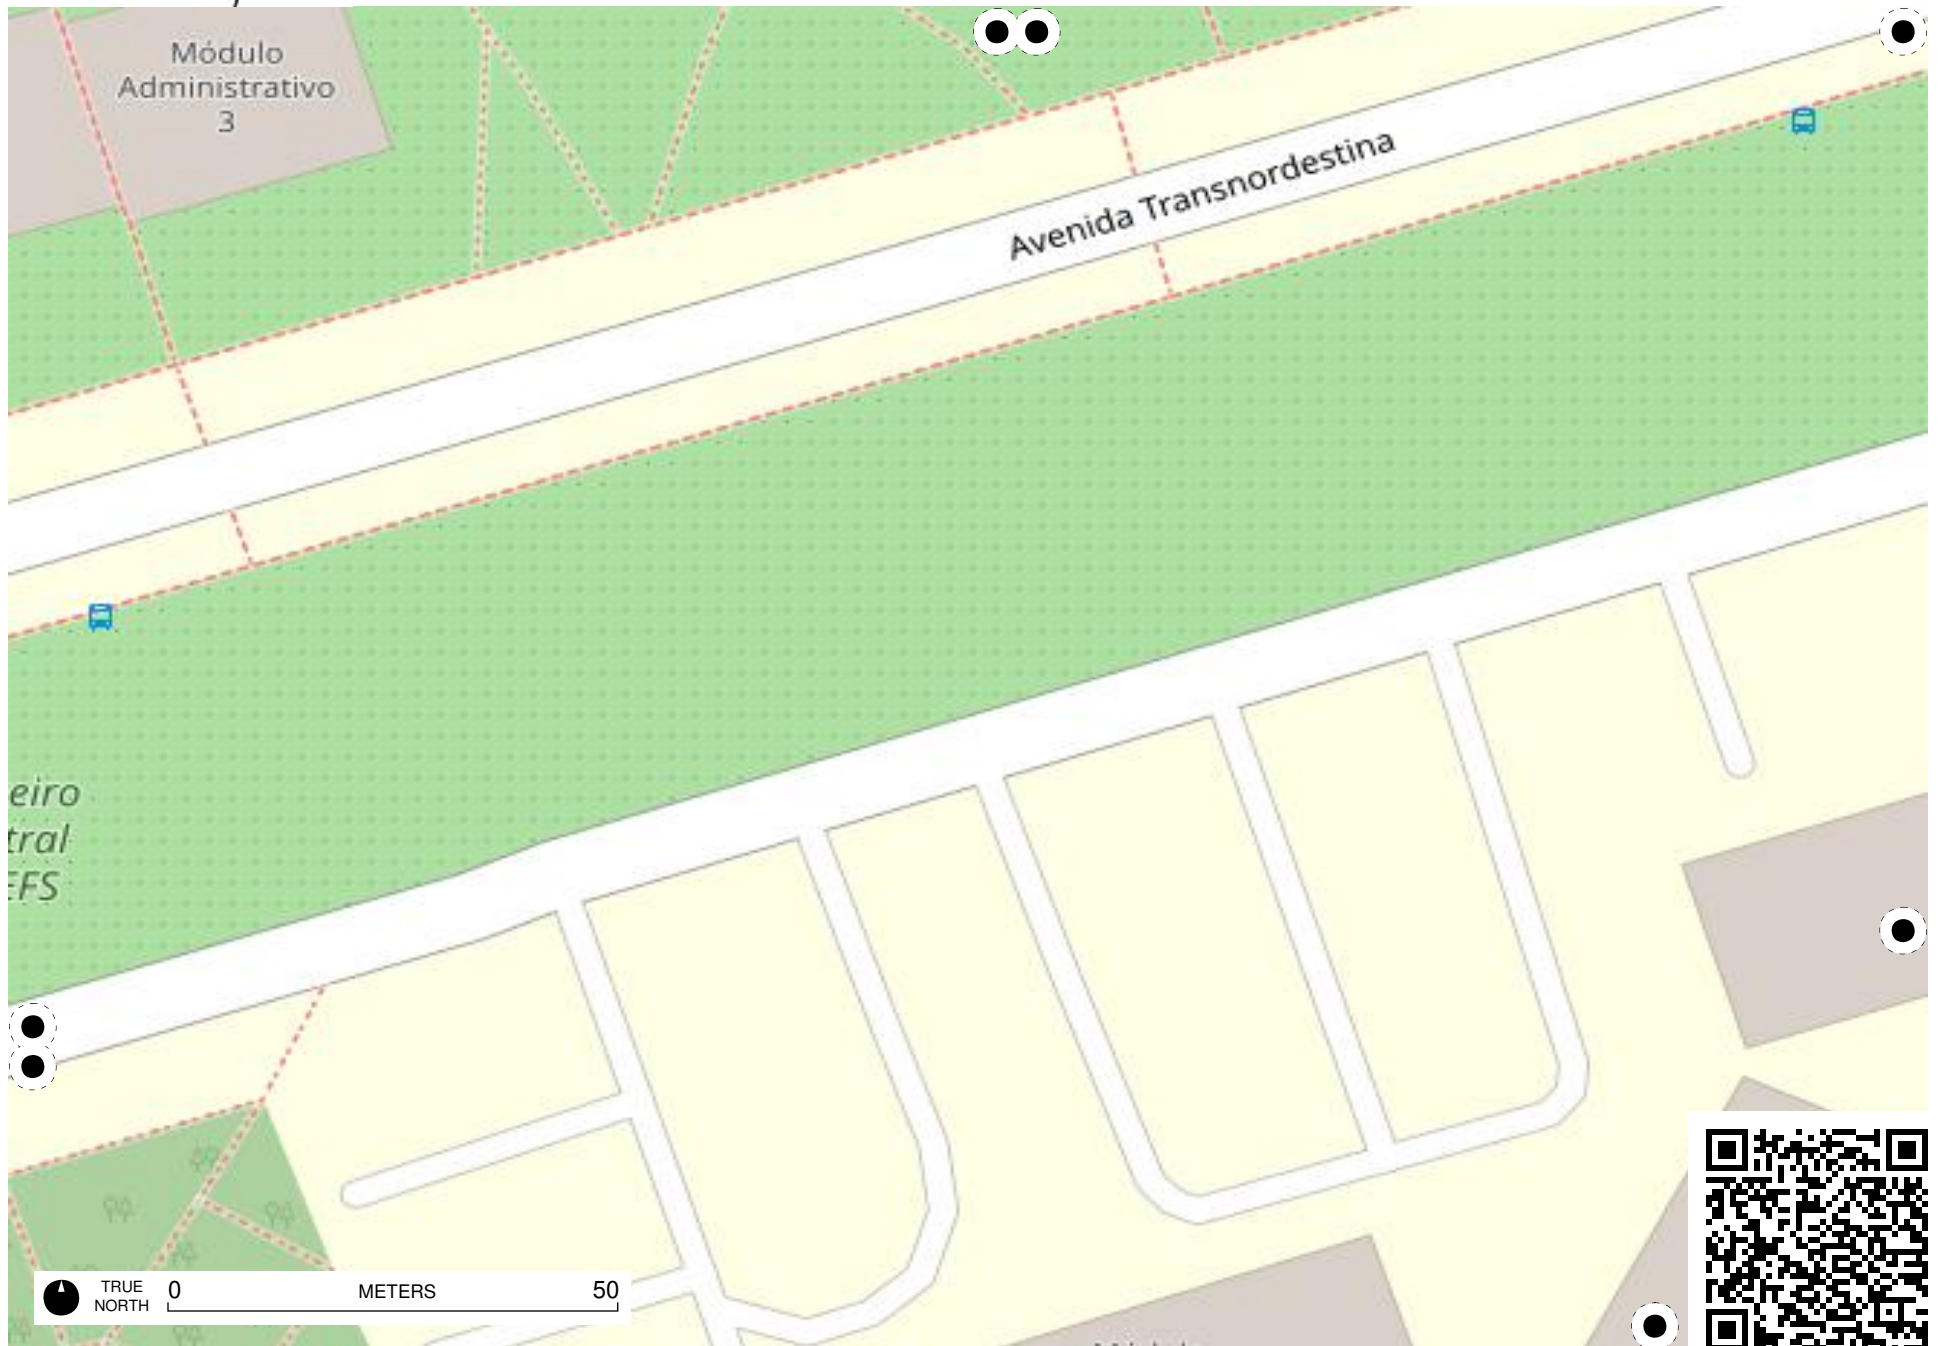 Módulo
Administrativo
3
Avenida Transnordestina
eiro
tral
EFS
TRUE
NORTH
0 METERS 50